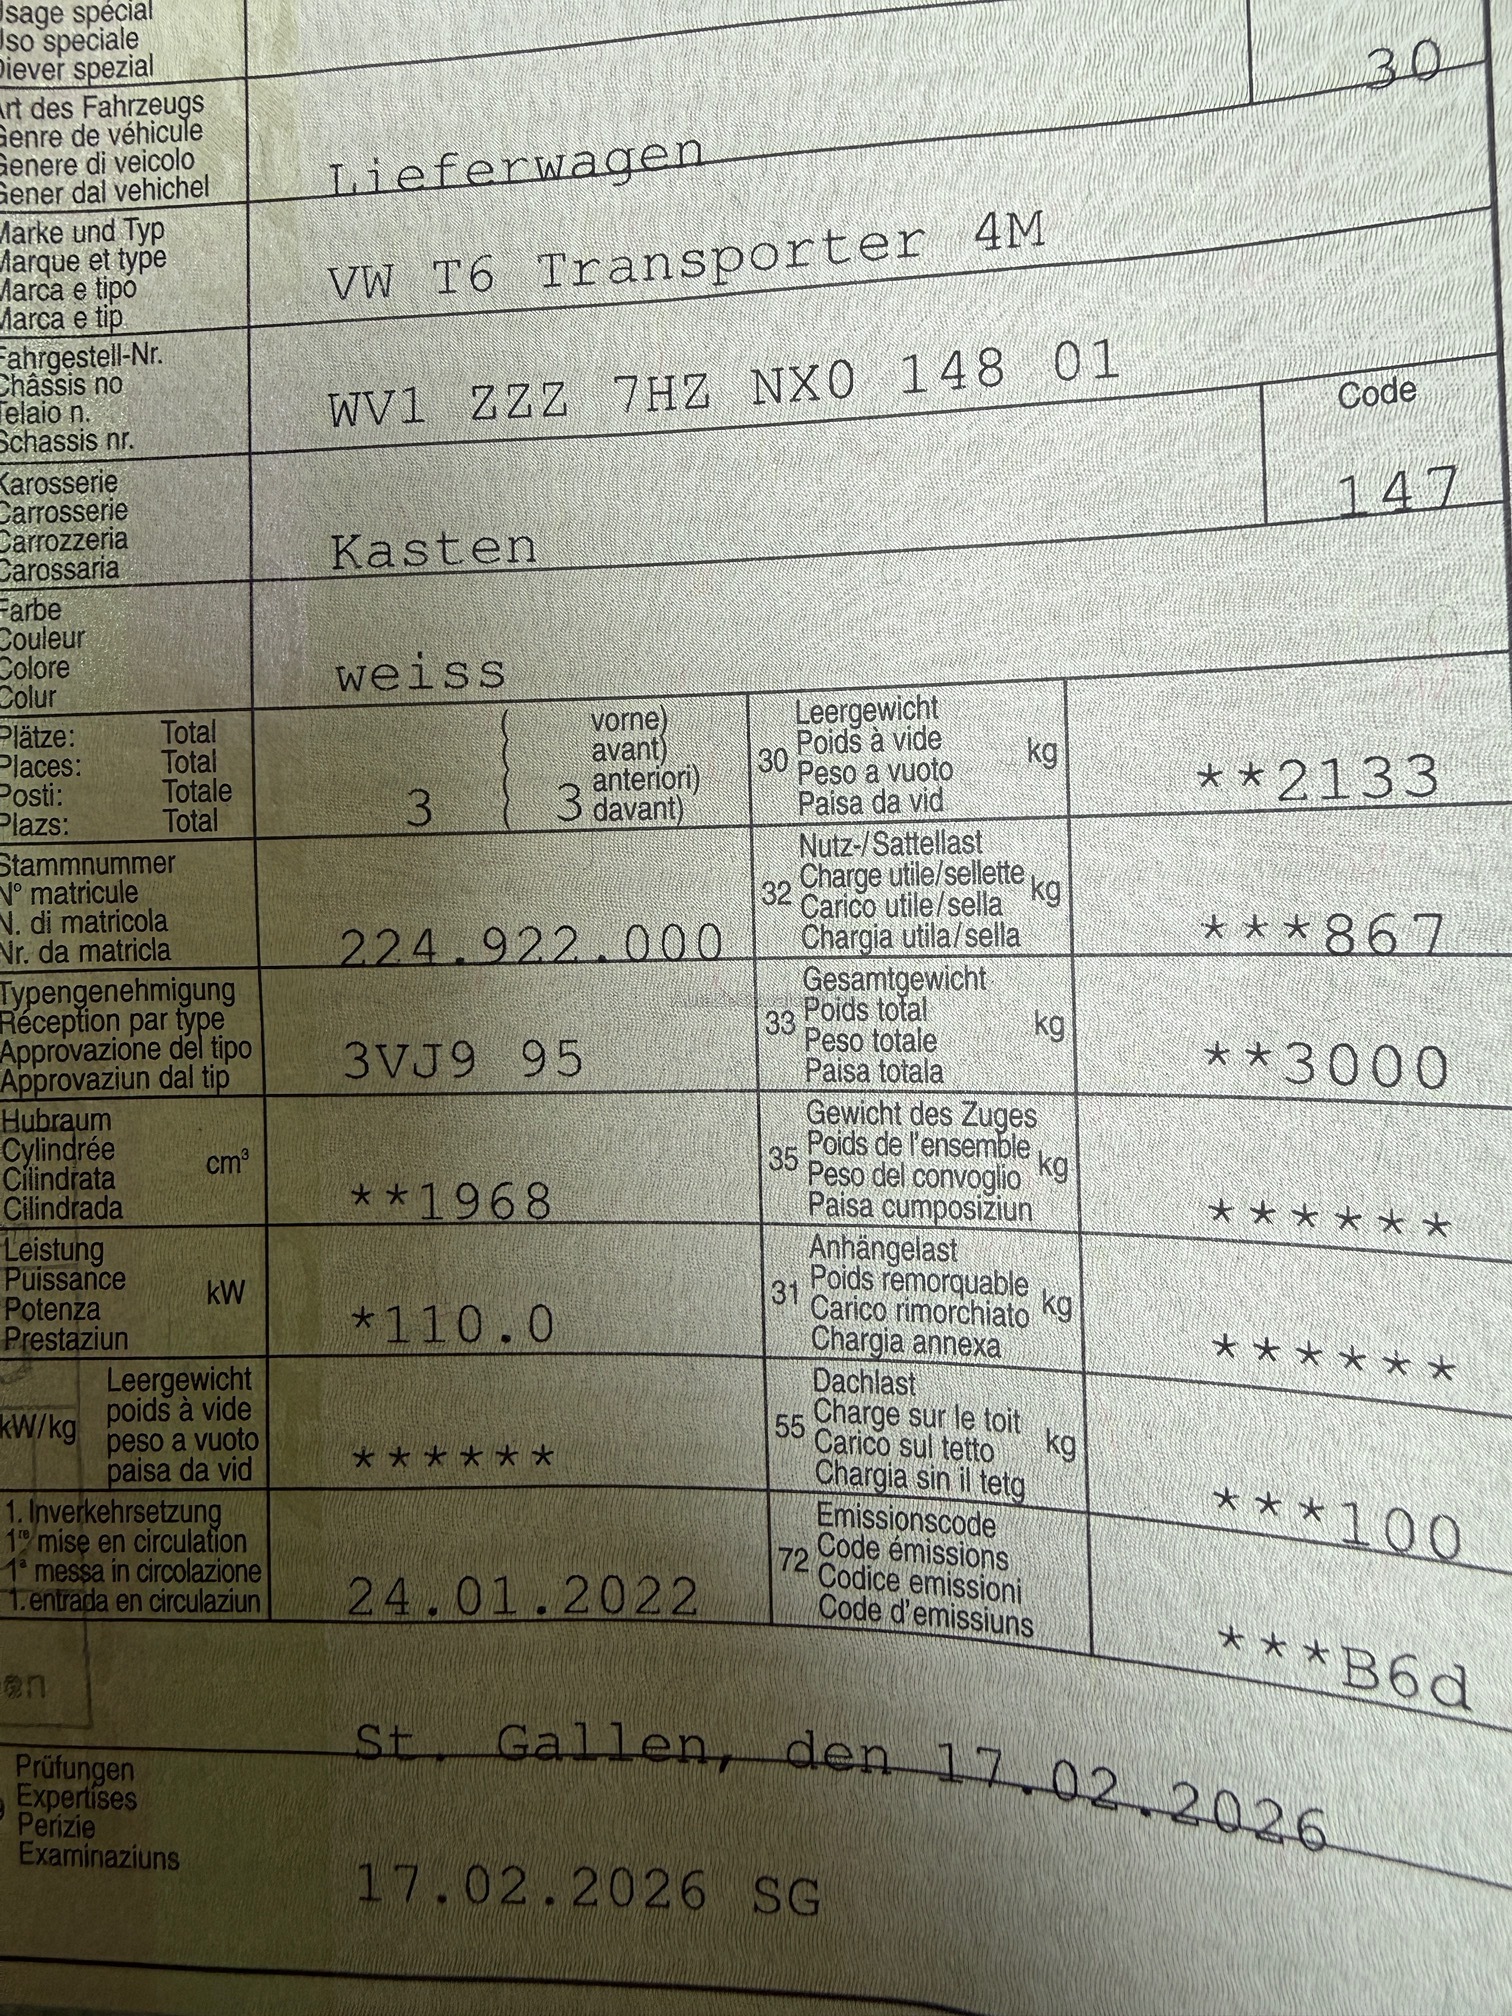 Usage spécial
Uso speciale
Diever spezial
30
Art des Fahrzeugs
Genre de véhicule
Genere di veicolo
Gener dal vehichel
Lieferwagen
Marke und Typ
Marque et type
Marca e tipo
Marca e tip
VW T6 Transporter 4M
Fahrgestell-Nr.
Châssis no
Telaio n.
Schassis nr.
WV1 ZZZ 7HZ NX0 148 01
Code
Karosserie
Carrosserie
Carrozzeria
Carossaria
Kasten
147
Farbe
Couleur
Colore
Colur
weiss
Plätze: Total
Places: Total
Posti: Totale
Plazs: Total
3 ( 3
vorne)
avant)
anteriori)
davant)
30 Leergewicht
Poids à vide
Peso a vuoto
Paisa da vid
kg
**2133
Stammnummer
N° matricule
N. di matricola
Nr. da matricla
224.922.000
32 Nutz-/Sattellast
Charge utile/sellette
Carico utile/sella
Chargia utila/sella
kg
***867
Typengenehmigung
Réception par type
Approvazione del tipo
Approvaziun dal tip
3VJ9 95
33 Gesamtgewicht
Poids total
Peso totale
Paisa totala
kg
**3000
Hubraum
Cylindrée
Cilindrata
Cilindrada
cm³
**1968
35 Gewicht des Zuges
Poids de l'ensemble
Peso del convoglio
Paisa cumposiziun
kg
******
Leistung
Puissance
Potenza
Prestaziun
kW
*110.0
31 Anhängelast
Poids remorquable
Carico rimorchiato
Chargia annexa
kg
******
kW/kg
Leergewicht
poids à vide
peso a vuoto
paisa da vid
******
55 Dachlast
Charge sur le toit
Carico sul tetto
Chargia sin il tetg
kg
***100
1. Inverkehrsetzung
1re mise en circulation
1a messa in circolazione
1. entrada en circulaziun
24.01.2022
72 Emissionscode
Code émissions
Codice emissioni
Code d'emissiuns
***B6d
en
St. Gallen, den 17.02.2026
Prüfungen
Expertises
Perizie
Examinaziuns
17.02.2026 SG